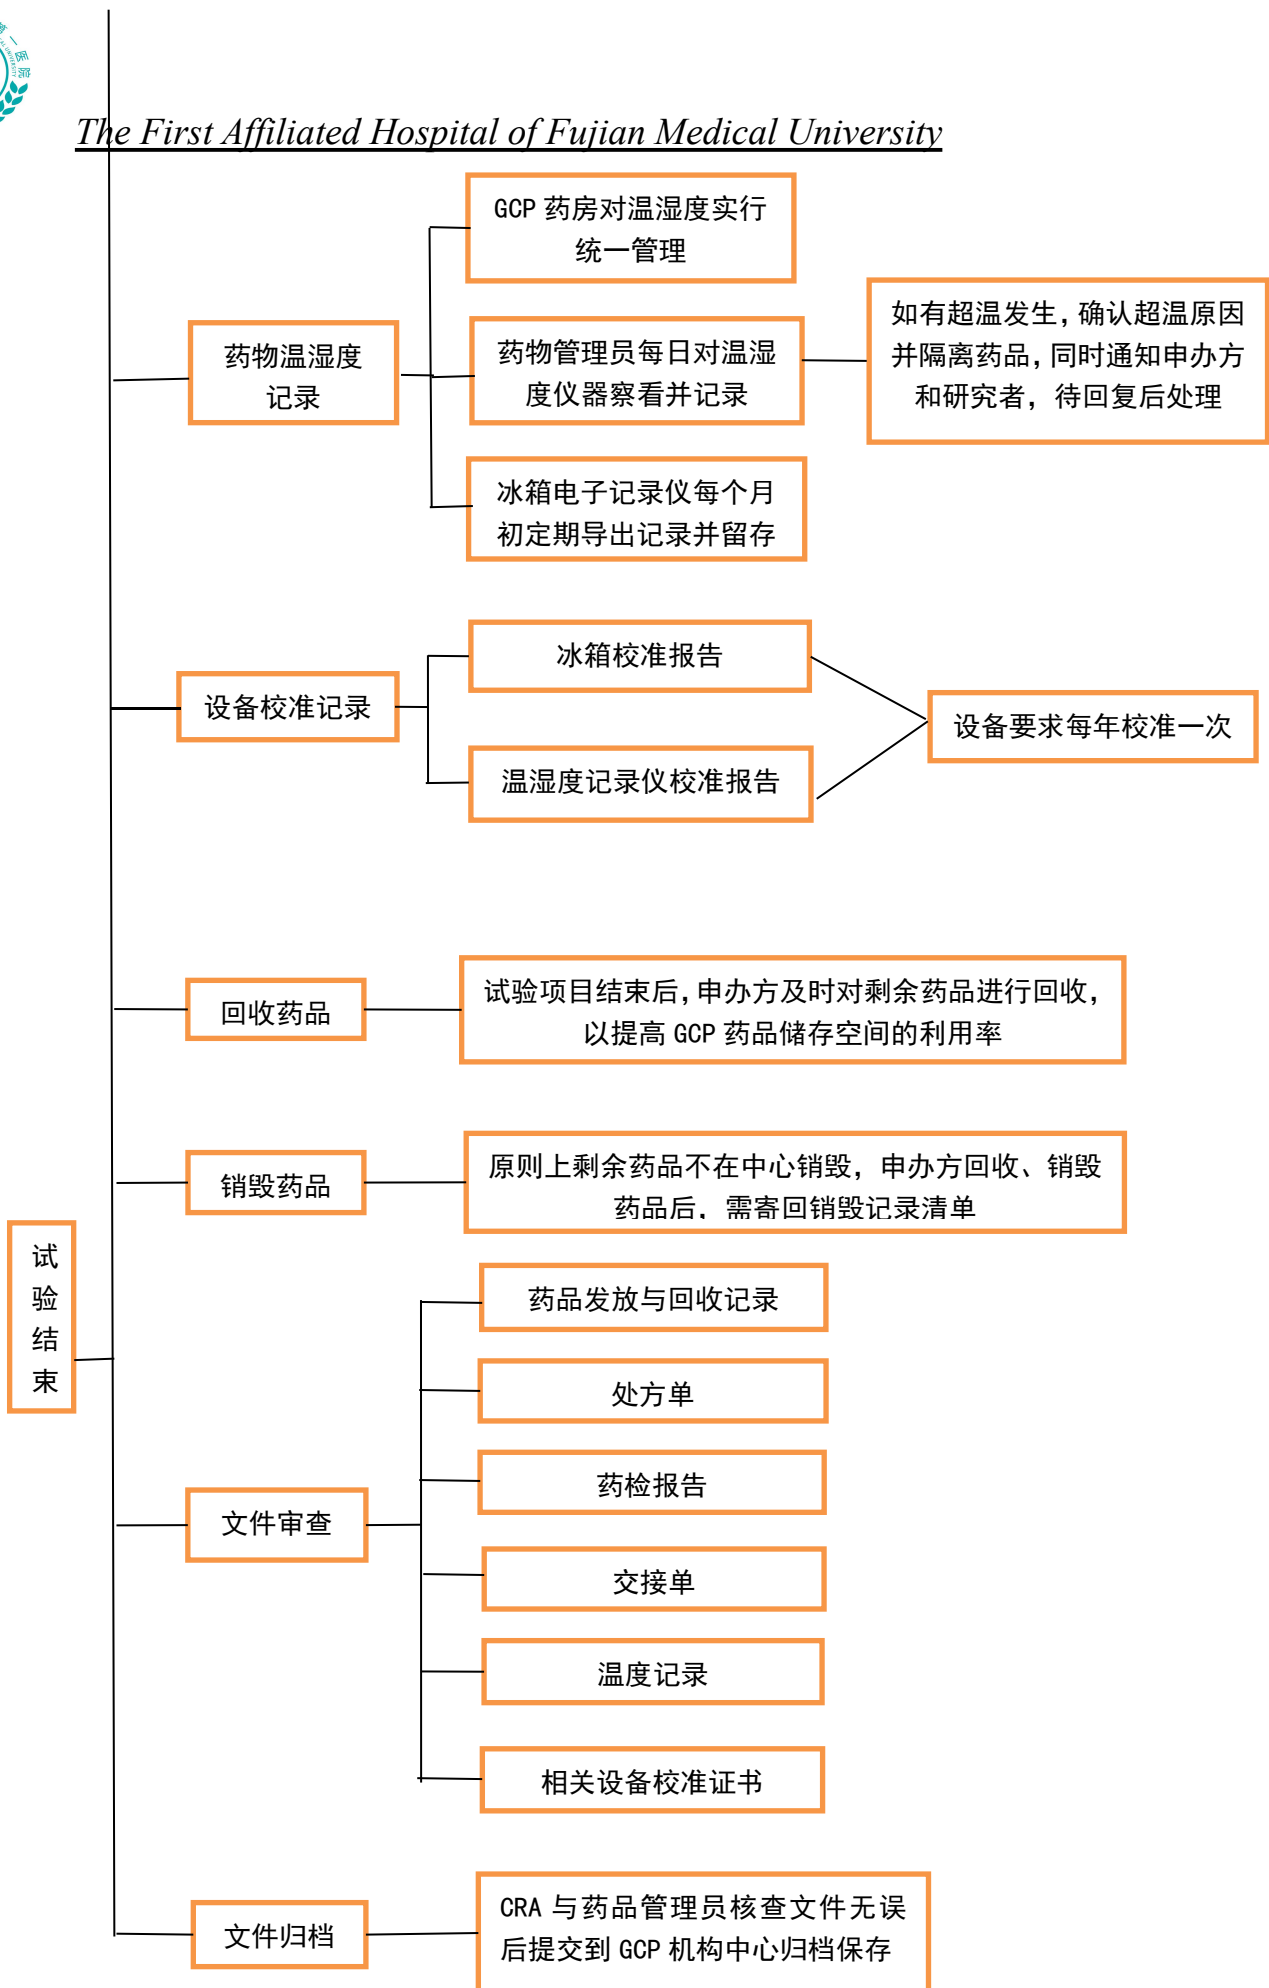 一医院
The First Affiliated Hospital of Fujian Medical University
GCP 药房对温湿度实行
统一管理
如有超温发生，确认超温原因
并隔离药品，同时通知申办方
和研究者，待回复后处理
药物温湿度
记录
药物管理员每日对温湿
度仪器察看并记录
冰箱电子记录仪每个月
初定期导出记录并留存
冰箱校准报告
设备校准记录
设备要求每年校准一次
温湿度记录仪校准报告
回收药品
试验项目结束后，申办方及时对剩余药品进行回收，
以提高 GCP 药品储存空间的利用率
销毁药品
原则上剩余药品不在中心销毁，申办方回收、销毁
药品后，需寄回销毁记录清单
试
验
结
束
药品发放与回收记录
处方单
药检报告
文件审查
交接单
温度记录
相关设备校准证书
文件归档
CRA 与药品管理员核查文件无误
后提交到 GCP 机构中心归档保存